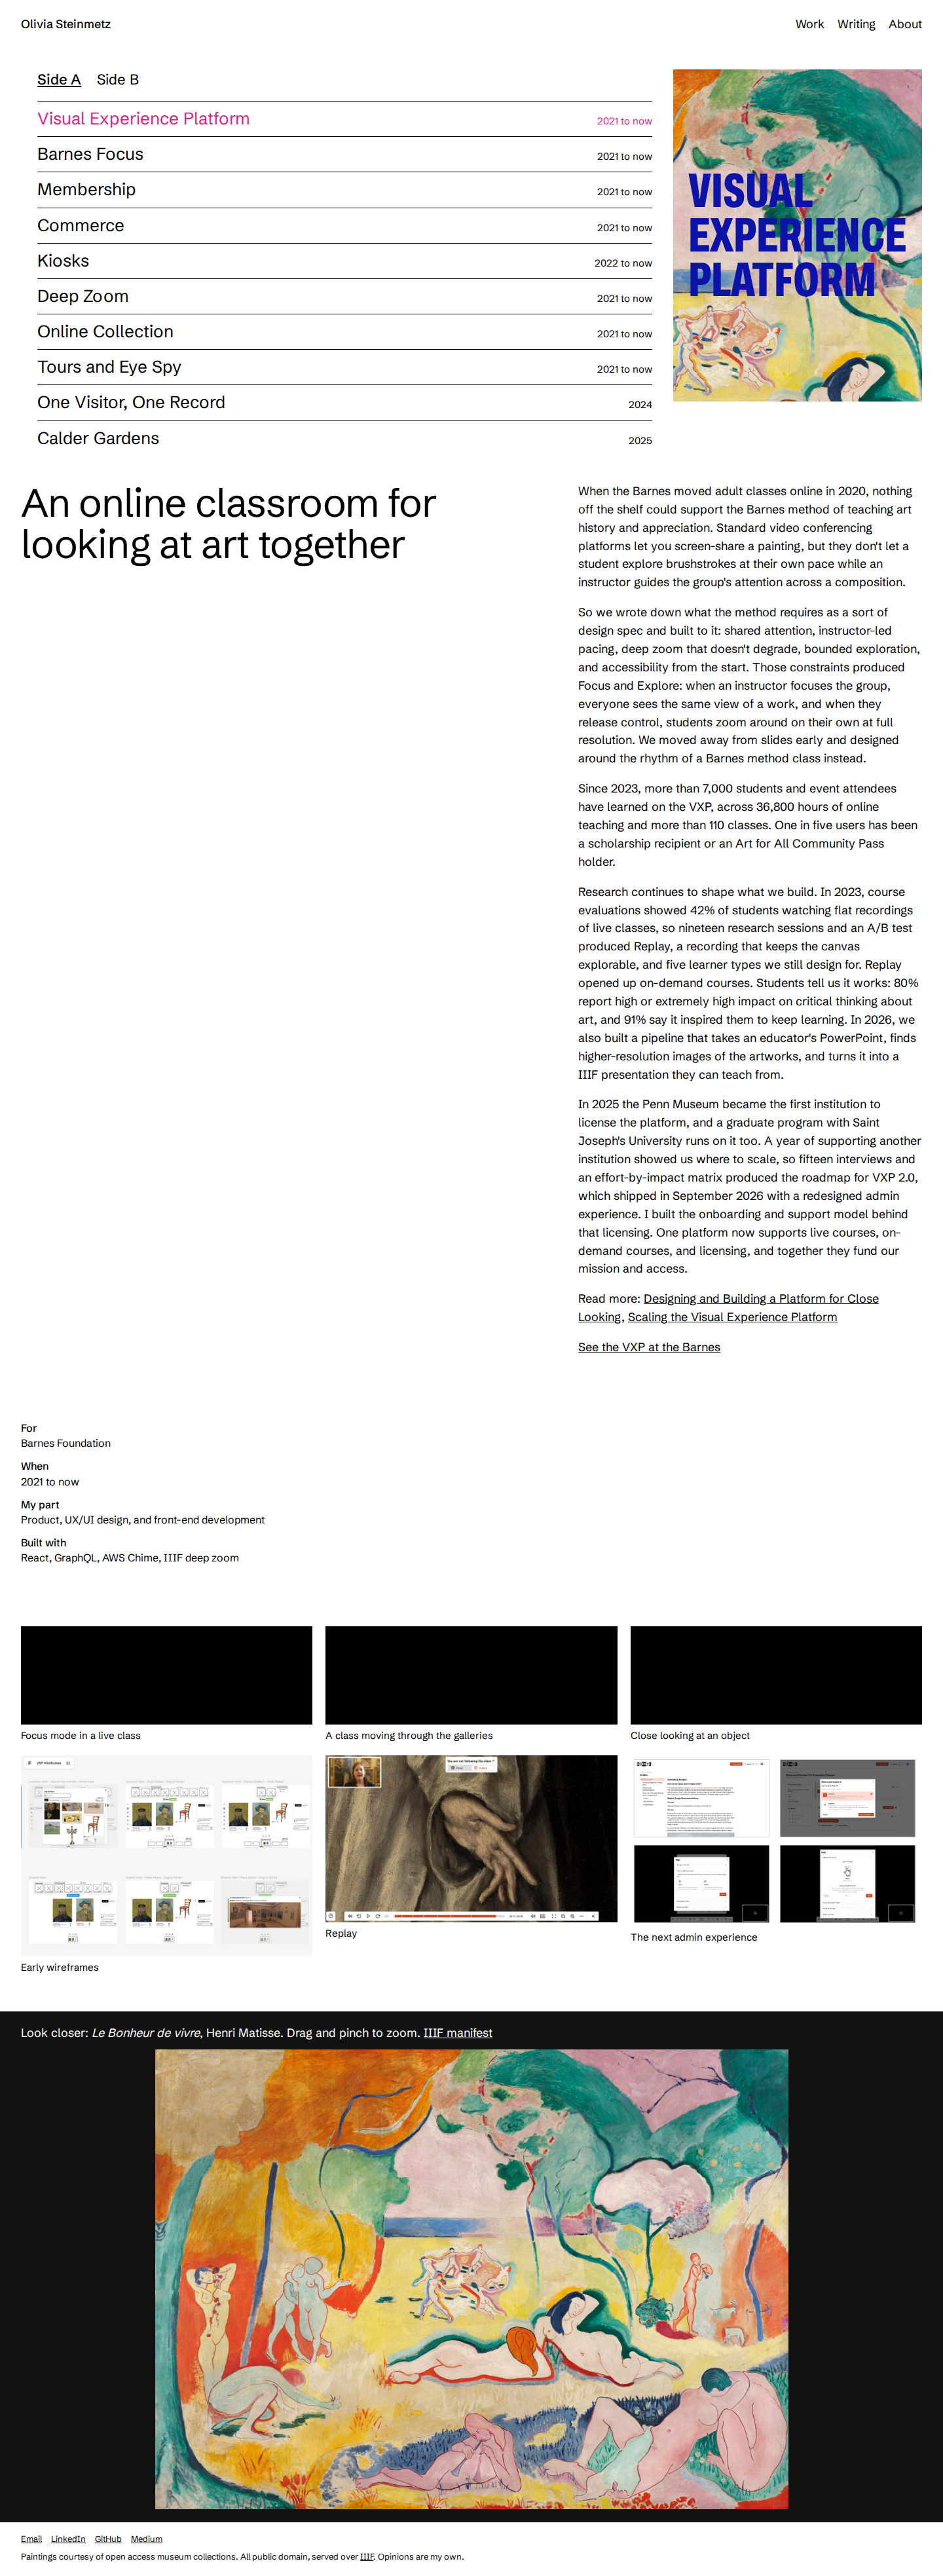 Olivia Steinmetz
Work Writing About
Side A Side B
Visual Experience Platform 2021 to now
Barnes Focus 2021 to now
Membership 2021 to now
Commerce 2021 to now
Kiosks 2022 to now
Deep Zoom 2021 to now
Online Collection 2021 to now
Tours and Eye Spy 2021 to now
One Visitor, One Record 2024
Calder Gardens 2025
VISUAL
EXPERIENCE
PLATFORM
An online classroom for
looking at art together
When the Barnes moved adult classes online in 2020, nothing
off the shelf could support the Barnes method of teaching art
history and appreciation. Standard video conferencing
platforms let you screen-share a painting, but they don't let a
student explore brushstrokes at their own pace while an
instructor guides the group's attention across a composition.
So we wrote down what the method requires as a sort of
design spec and built to it: shared attention, instructor-led
pacing, deep zoom that doesn't degrade, bounded exploration,
and accessibility from the start. Those constraints produced
Focus and Explore: when an instructor focuses the group,
everyone sees the same view of a work, and when they
release control, students zoom around on their own at full
resolution. We moved away from slides early and designed
around the rhythm of a Barnes method class instead.
Since 2023, more than 7,000 students and event attendees
have learned on the VXP, across 36,800 hours of online
teaching and more than 110 classes. One in five users has been
a scholarship recipient or an Art for All Community Pass
holder.
Research continues to shape what we build. In 2023, course
evaluations showed 42% of students watching flat recordings
of live classes, so nineteen research sessions and an A/B test
produced Replay, a recording that keeps the canvas
explorable, and five learner types we still design for. Replay
opened up on-demand courses. Students tell us it works: 80%
report high or extremely high impact on critical thinking about
art, and 91% say it inspired them to keep learning. In 2026, we
also built a pipeline that takes an educator's PowerPoint, finds
higher-resolution images of the artworks, and turns it into a
IIIF presentation they can teach from.
In 2025 the Penn Museum became the first institution to
license the platform, and a graduate program with Saint
Joseph's University runs on it too. A year of supporting another
institution showed us where to scale, so fifteen interviews and
an effort-by-impact matrix produced the roadmap for VXP 2.0,
which shipped in September 2026 with a redesigned admin
experience. I built the onboarding and support model behind
that licensing. One platform now supports live courses, on-
demand courses, and licensing, and together they fund our
mission and access.
Read more: Designing and Building a Platform for Close
Looking, Scaling the Visual Experience Platform
See the VXP at the Barnes
For
Barnes Foundation
When
2021 to now
My part
Product, UX/UI design, and front-end development
Built with
React, GraphQL, AWS Chime, IIIF deep zoom
Focus mode in a live class
A class moving through the galleries
Close looking at an object
VXP Wireframes
You are not following the class
Early wireframes
Replay
The next admin experience
Look closer: Le Bonheur de vivre, Henri Matisse. Drag and pinch to zoom. IIIF manifest
Email LinkedIn GitHub Medium
Paintings courtesy of open access museum collections. All public domain, served over IIIF. Opinions are my own.